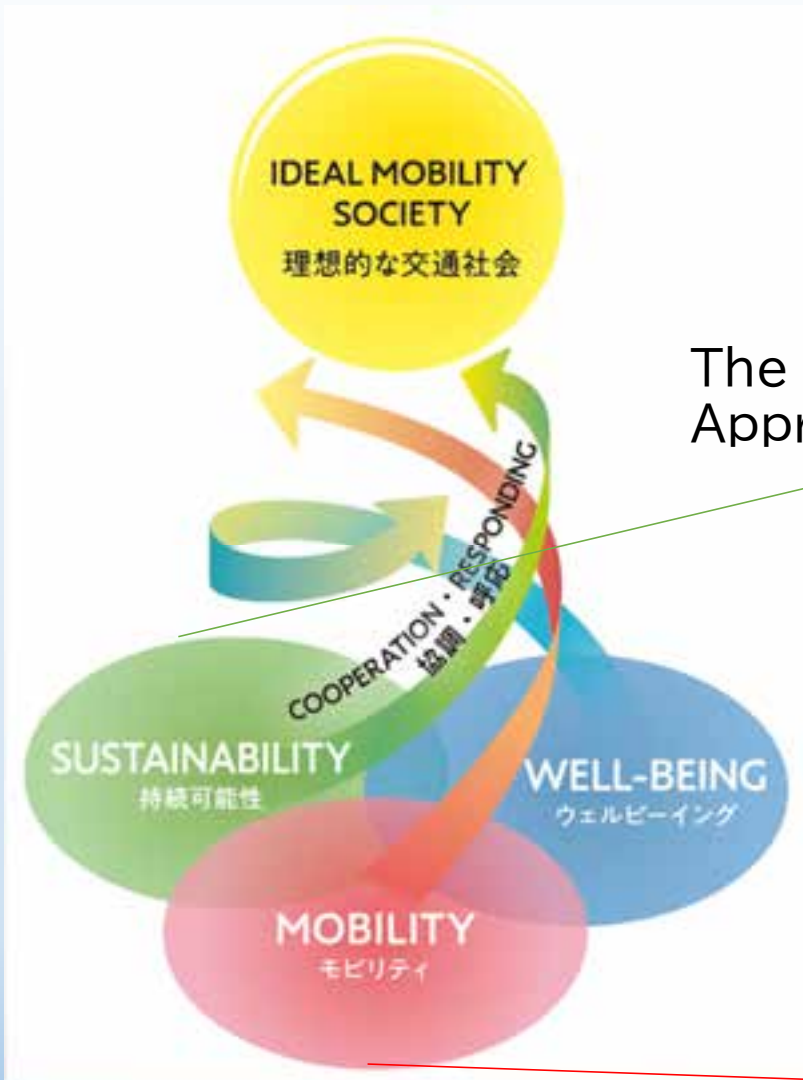 IDEAL MOBILITY
SOCIETY
理想的な交通社会
The
Appr
COOPERATION・RESPONDING
協調・呼応
SUSTAINABILITY
持続可能性
WELL-BEING
ウェルビーイング
MOBILITY
モビリティ